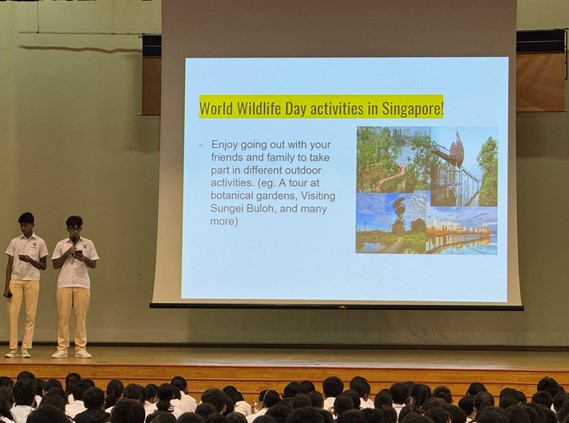 World Wildlife Day activities in Singapore!
- Enjoy going out with your
friends and family to take
part in different outdoor
activities. (eg. A tour at
botanical gardens, Visiting
Sungei Buloh, and many
more)